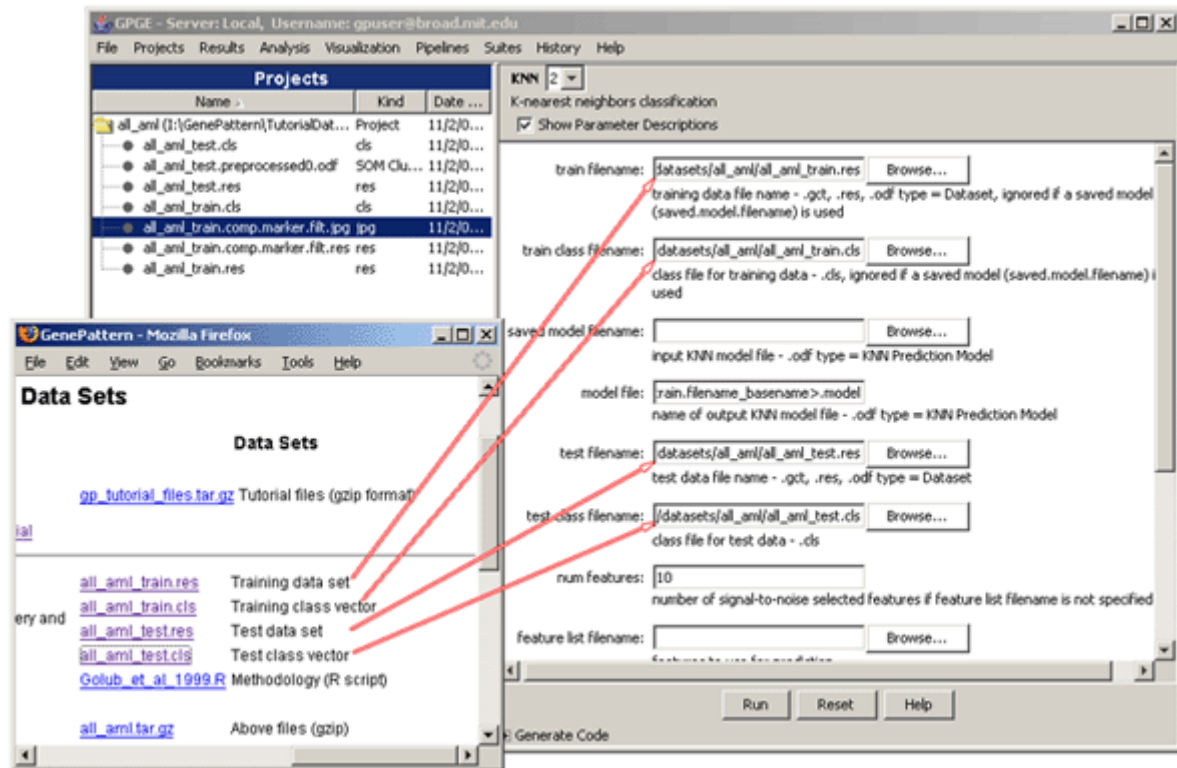 GPGE - Server: Local, Username: gpuser@broad.mit.edu
File Projects Results Analysis Visualization Pipelines Suites History Help
Projects
Name Kind Date ...
all_aml (I:\GenePattern\TutorialDat... Project 11/2/0...
all_aml_test.cls cls 11/2/0...
all_aml_test.preprocessed0.odf SOM Clu... 11/2/0...
all_aml_test.res res 11/2/0...
all_aml_train.cls cls 11/2/0...
all_aml_train.comp.marker.filt.jpg jpg 11/2/0...
all_aml_train.comp.marker.filt.res res 11/2/0...
all_aml_train.res res 11/2/0...
KNN 2
K-nearest neighbors classification
Show Parameter Descriptions
train filename: datasets/all_aml/all_aml_train.res Browse...
training data file name - .gct, .res, .odf type = Dataset, ignored if a saved model
(saved.model.filename) is used
train class filename: datasets/all_aml/all_aml_train.cls Browse...
class file for training data - .cls, ignored if a saved model (saved.model.filename) i
used
saved model filename: Browse...
input KNN model file - .odf type = KNN Prediction Model
model file: train.filename_basename>.model
name of output KNN model file - .odf type = KNN Prediction Model
test filename: datasets/all_aml/all_aml_test.res Browse...
test data file name - .gct, .res, .odf type = Dataset
test class filename: /datasets/all_aml/all_aml_test.cls Browse...
class file for test data - .cls
num features: 10
number of signal-to-noise selected features if feature list filename is not specified
feature list filename: Browse...
Run Reset Help
Generate Code
GenePattern - Mozilla Firefox
File Edit View Go Bookmarks Tools Help
Data Sets
Data Sets
gp_tutorial_files.tar.gz Tutorial files (gzip format)
ial
all_aml_train.res Training data set
all_aml_train.cls Training class vector
ery and
all_aml_test.res Test data set
all_aml_test.cls Test class vector
Golub_et_al_1999.R Methodology (R script)
all_aml.tar.gz Above files (gzip)